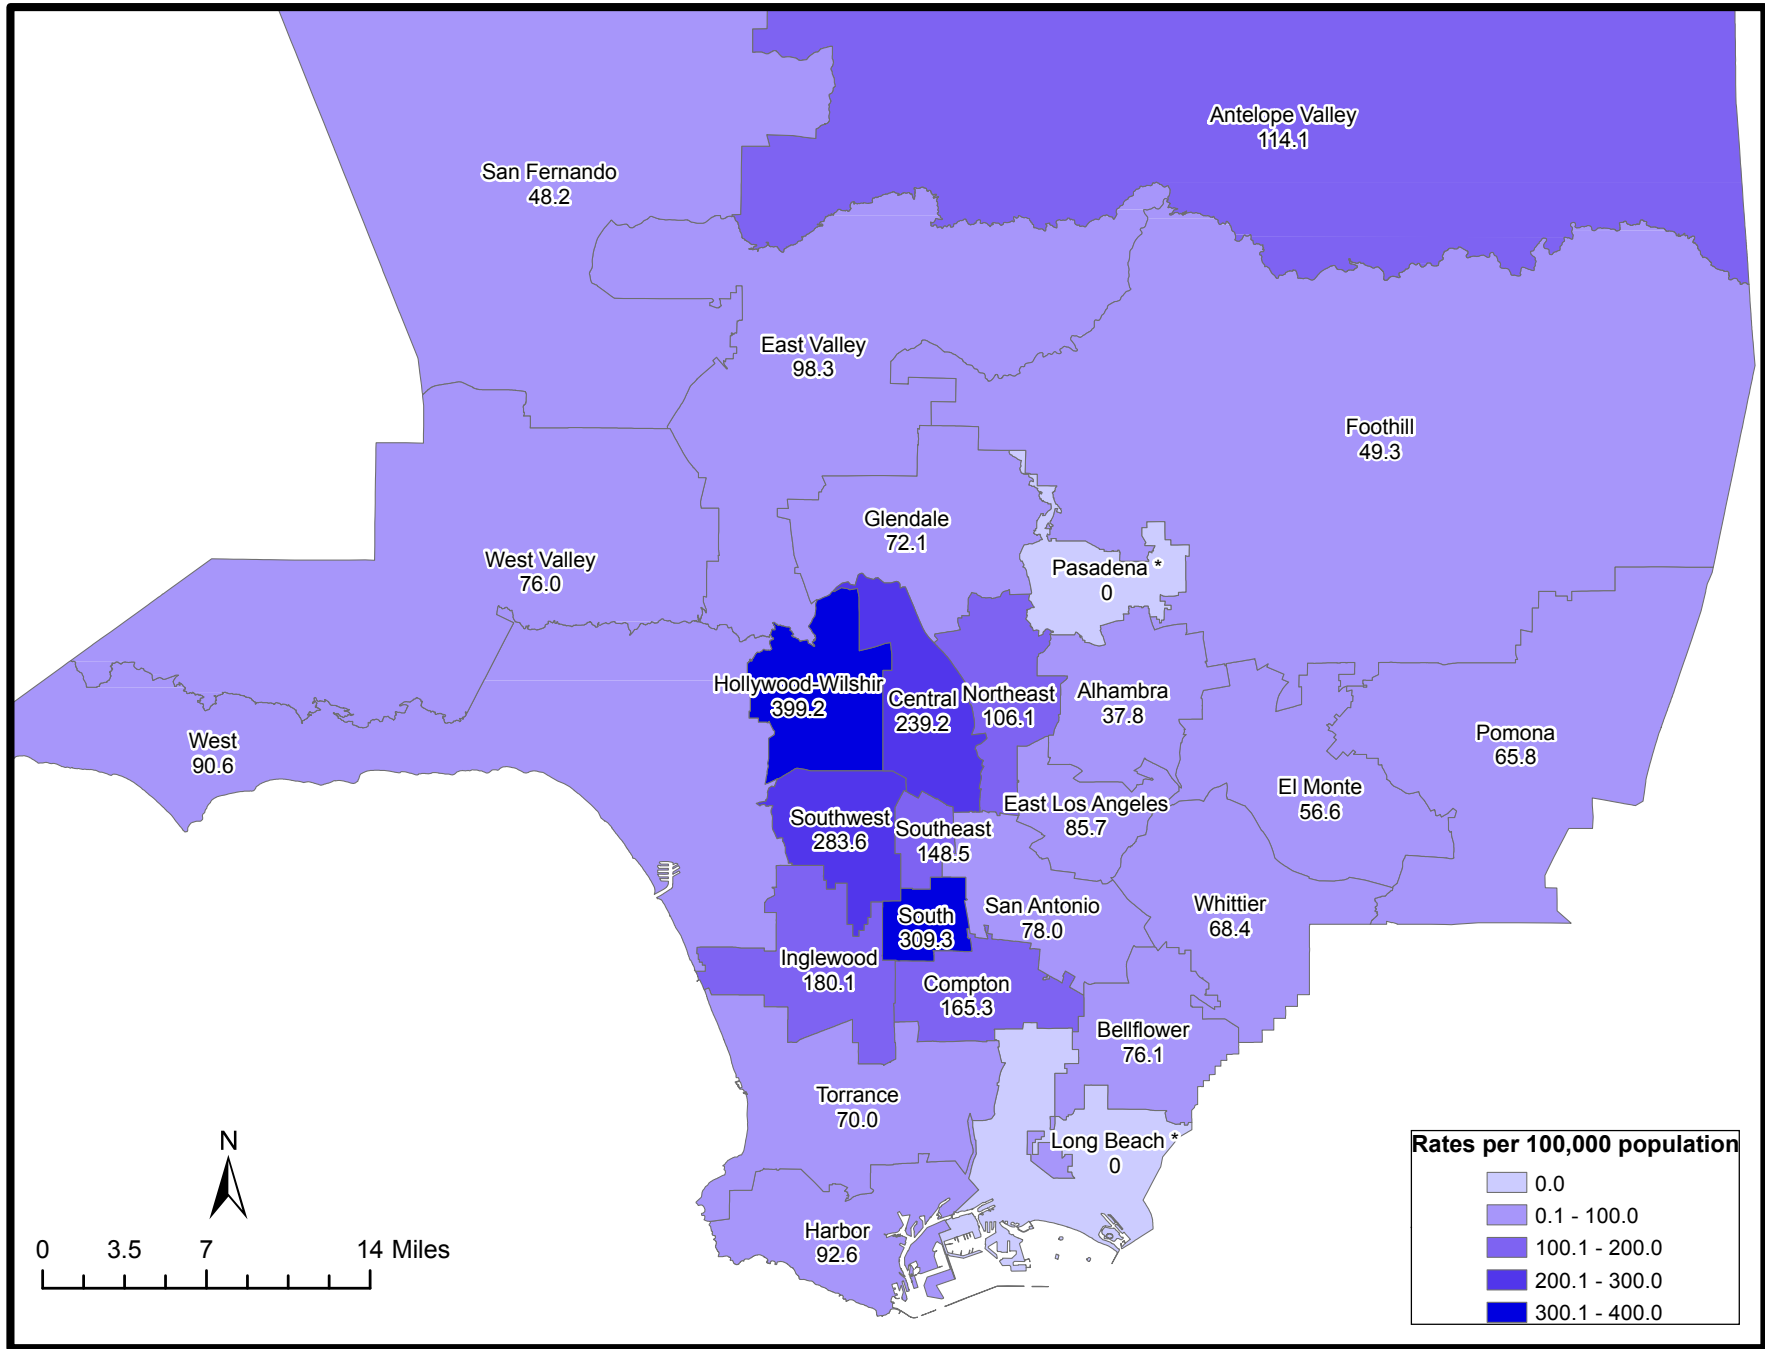 Antelope Valley
114.1
San Fernando
48.2
East Valley
98.3
Foothill
49.3
Glendale
72.1
West Valley
76.0
Pasadena *
0
Hollywood-Wilshir
399.2
Central
239.2
Northeast
106.1
Alhambra
37.8
West
90.6
Pomona
65.8
El Monte
56.6
East Los Angeles
85.7
Southwest
283.6
Southeast
148.5
South
309.3
San Antonio
78.0
Whittier
68.4
Inglewood
180.1
Compton
165.3
Bellflower
76.1
Torrance
70.0
Long Beach *
0
Harbor
92.6
N
0 3.5 7 14 Miles
Rates per 100,000 population
0.0
0.1 - 100.0
100.1 - 200.0
200.1 - 300.0
300.1 - 400.0